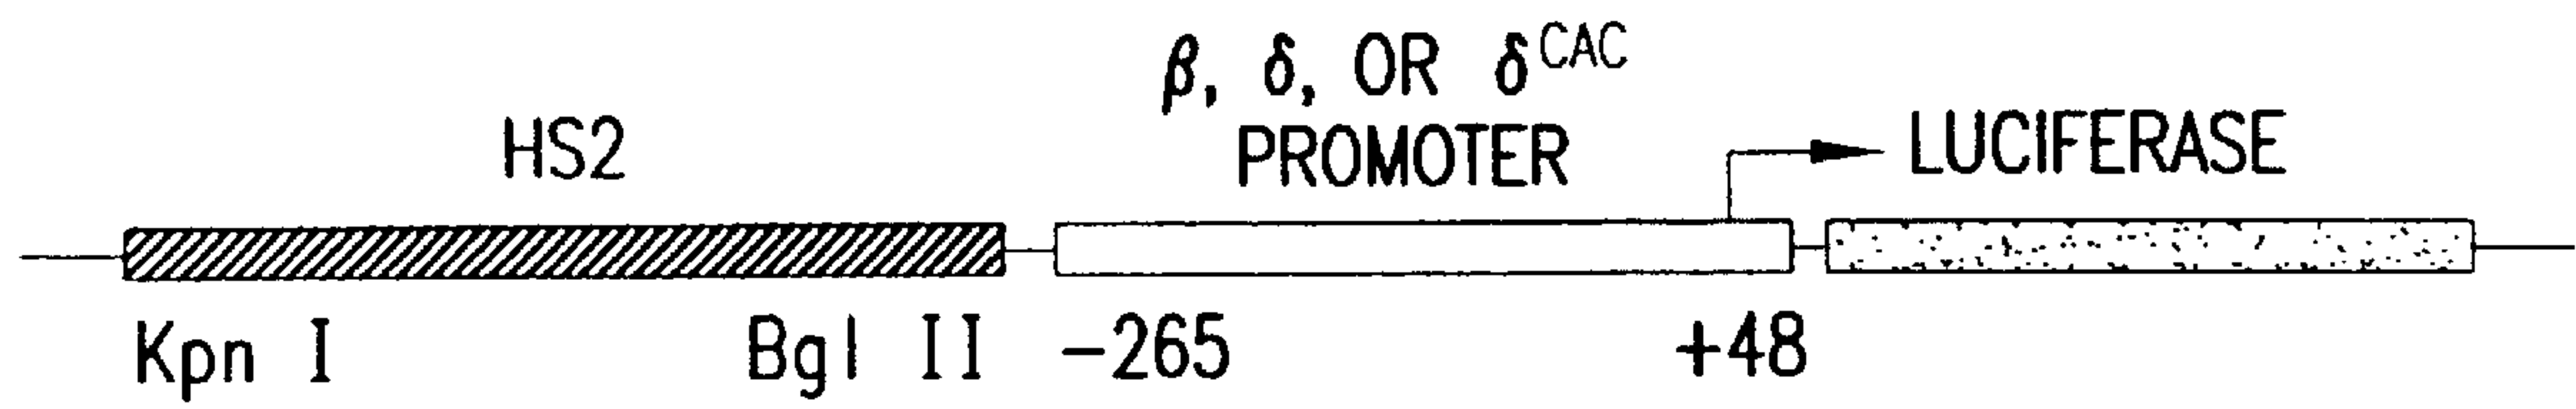 β, δ, OR δ^CAC
HS2 PROMOTER LUCIFERASE
Kpn I Bgl II -265 +48